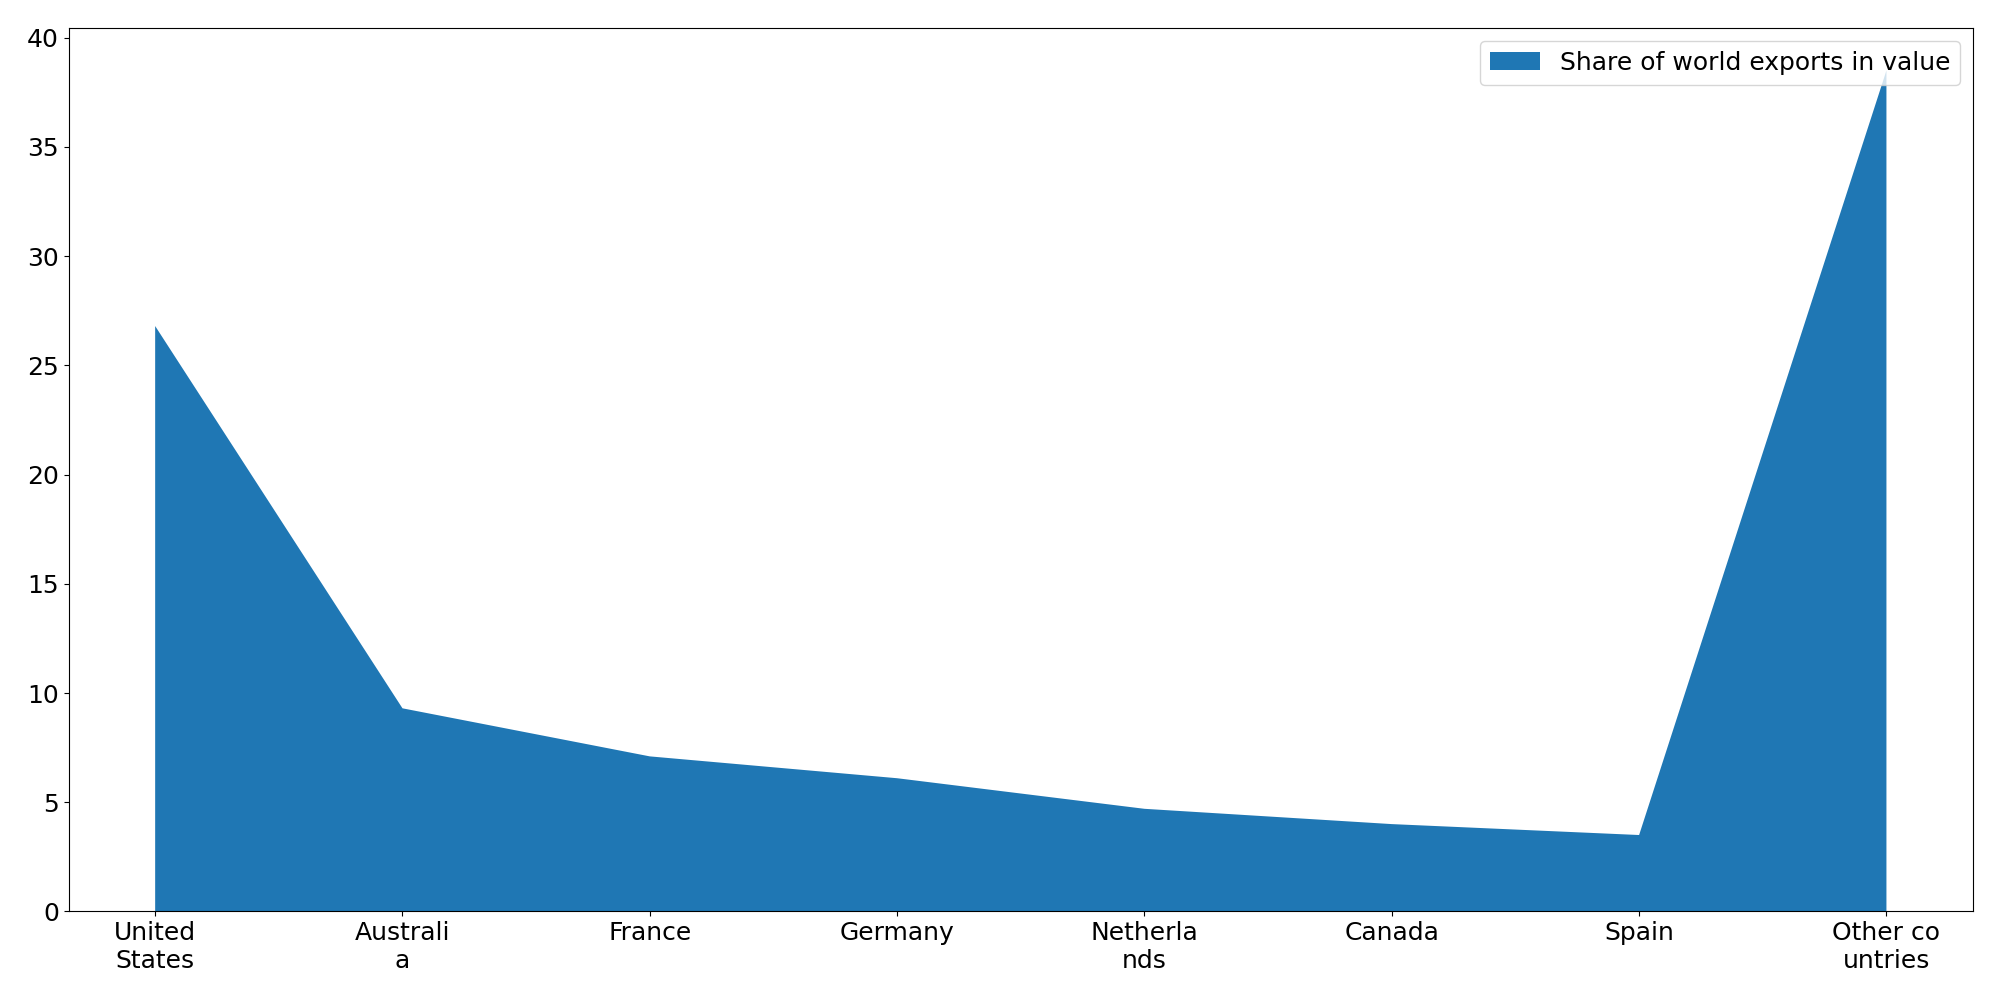 40
35
30
25
20
15
10
5
0
Share of world exports in value
United
States
Australi
a
France
Germany
Netherla
nds
Canada
Spain
Other co
untries